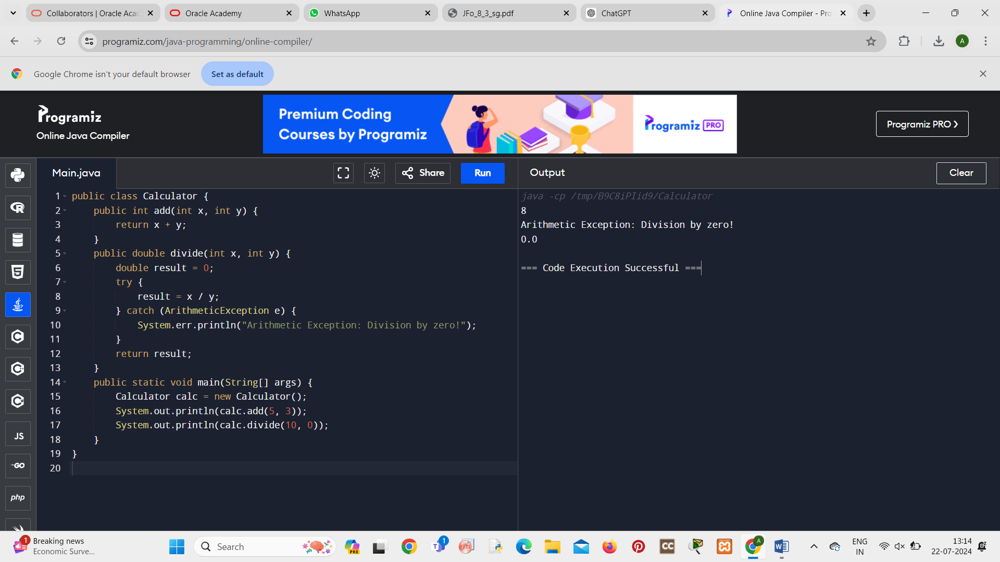 Collaborators | Oracle Aca
Oracle Academy
WhatsApp
JFo_8_3_sg.pdf
ChatGPT
Online Java Compiler - Pro
programiz.com/java-programming/online-compiler/
A
Google Chrome isn't your default browser
Set as default
Programiz
Online Java Compiler
Premium Coding
Courses by Programiz
Programiz PRO
Programiz PRO ❯
Main.java
Share
Run
Output
Clear
1 public class Calculator {
2 public int add(int x, int y) {
3 return x + y;
4 }
5 public double divide(int x, int y) {
6 double result = 0;
7 try {
8 result = x / y;
9 } catch (ArithmeticException e) {
10 System.err.println("Arithmetic Exception: Division by zero!");
11 }
12 return result;
13 }
14 public static void main(String[] args) {
15 Calculator calc = new Calculator();
16 System.out.println(calc.add(5, 3));
17 System.out.println(calc.divide(10, 0));
18 }
19 }
20
java -cp /tmp/B9C8iPIid9/Calculator
8
Arithmetic Exception: Division by zero!
0.0
=== Code Execution Successful ===
R
5
C
C
C
JS
GO
php
1
Breaking news
Economic Surve...
Search
PRE
T
1
CC
A
W
ENG
IN
13:14
22-07-2024